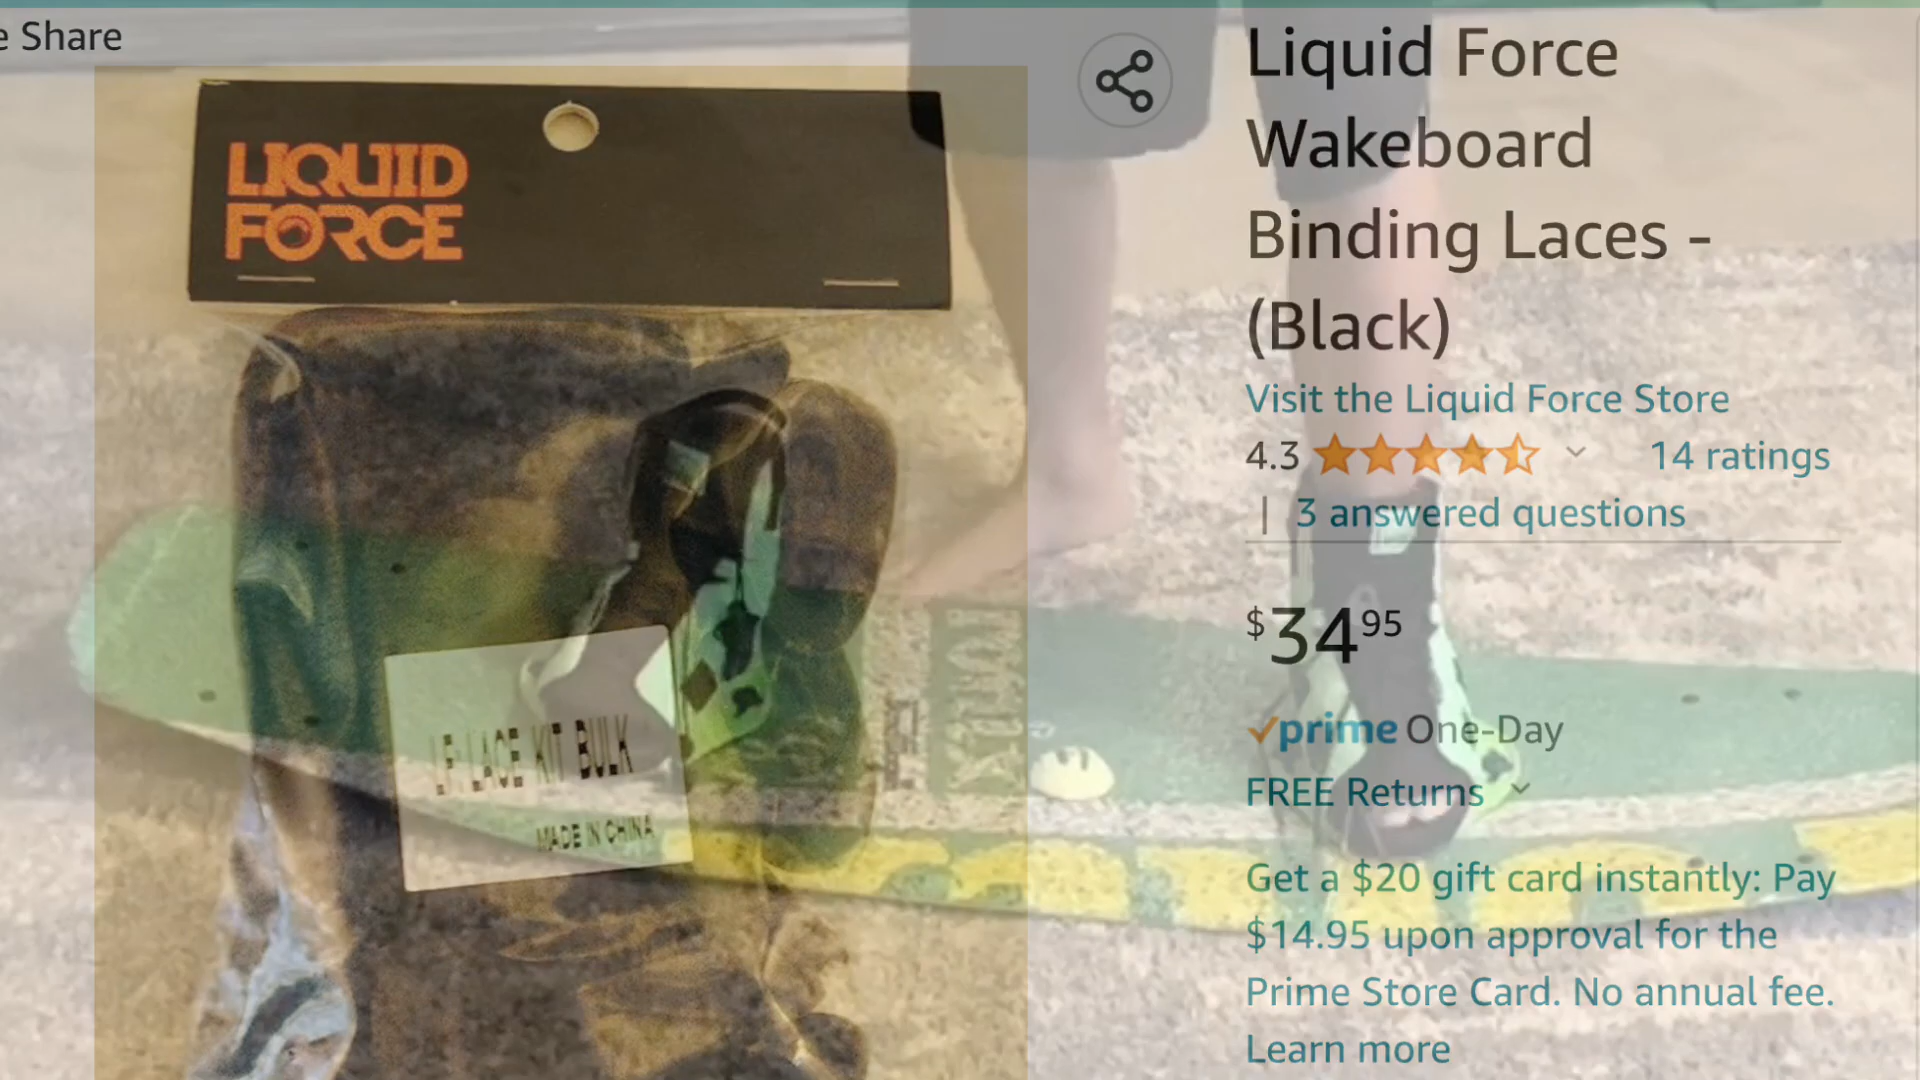 e Share
LIQUID
FORCE
LF LACE KIT BULK
MADE IN CHINA
Liquid Force
Wakeboard
Binding Laces -
(Black)
Visit the Liquid Force Store
4.3 14 ratings
| 3 answered questions
$34.95
prime One-Day
FREE Returns
Get a $20 gift card instantly: Pay
$14.95 upon approval for the
Prime Store Card. No annual fee.
Learn more